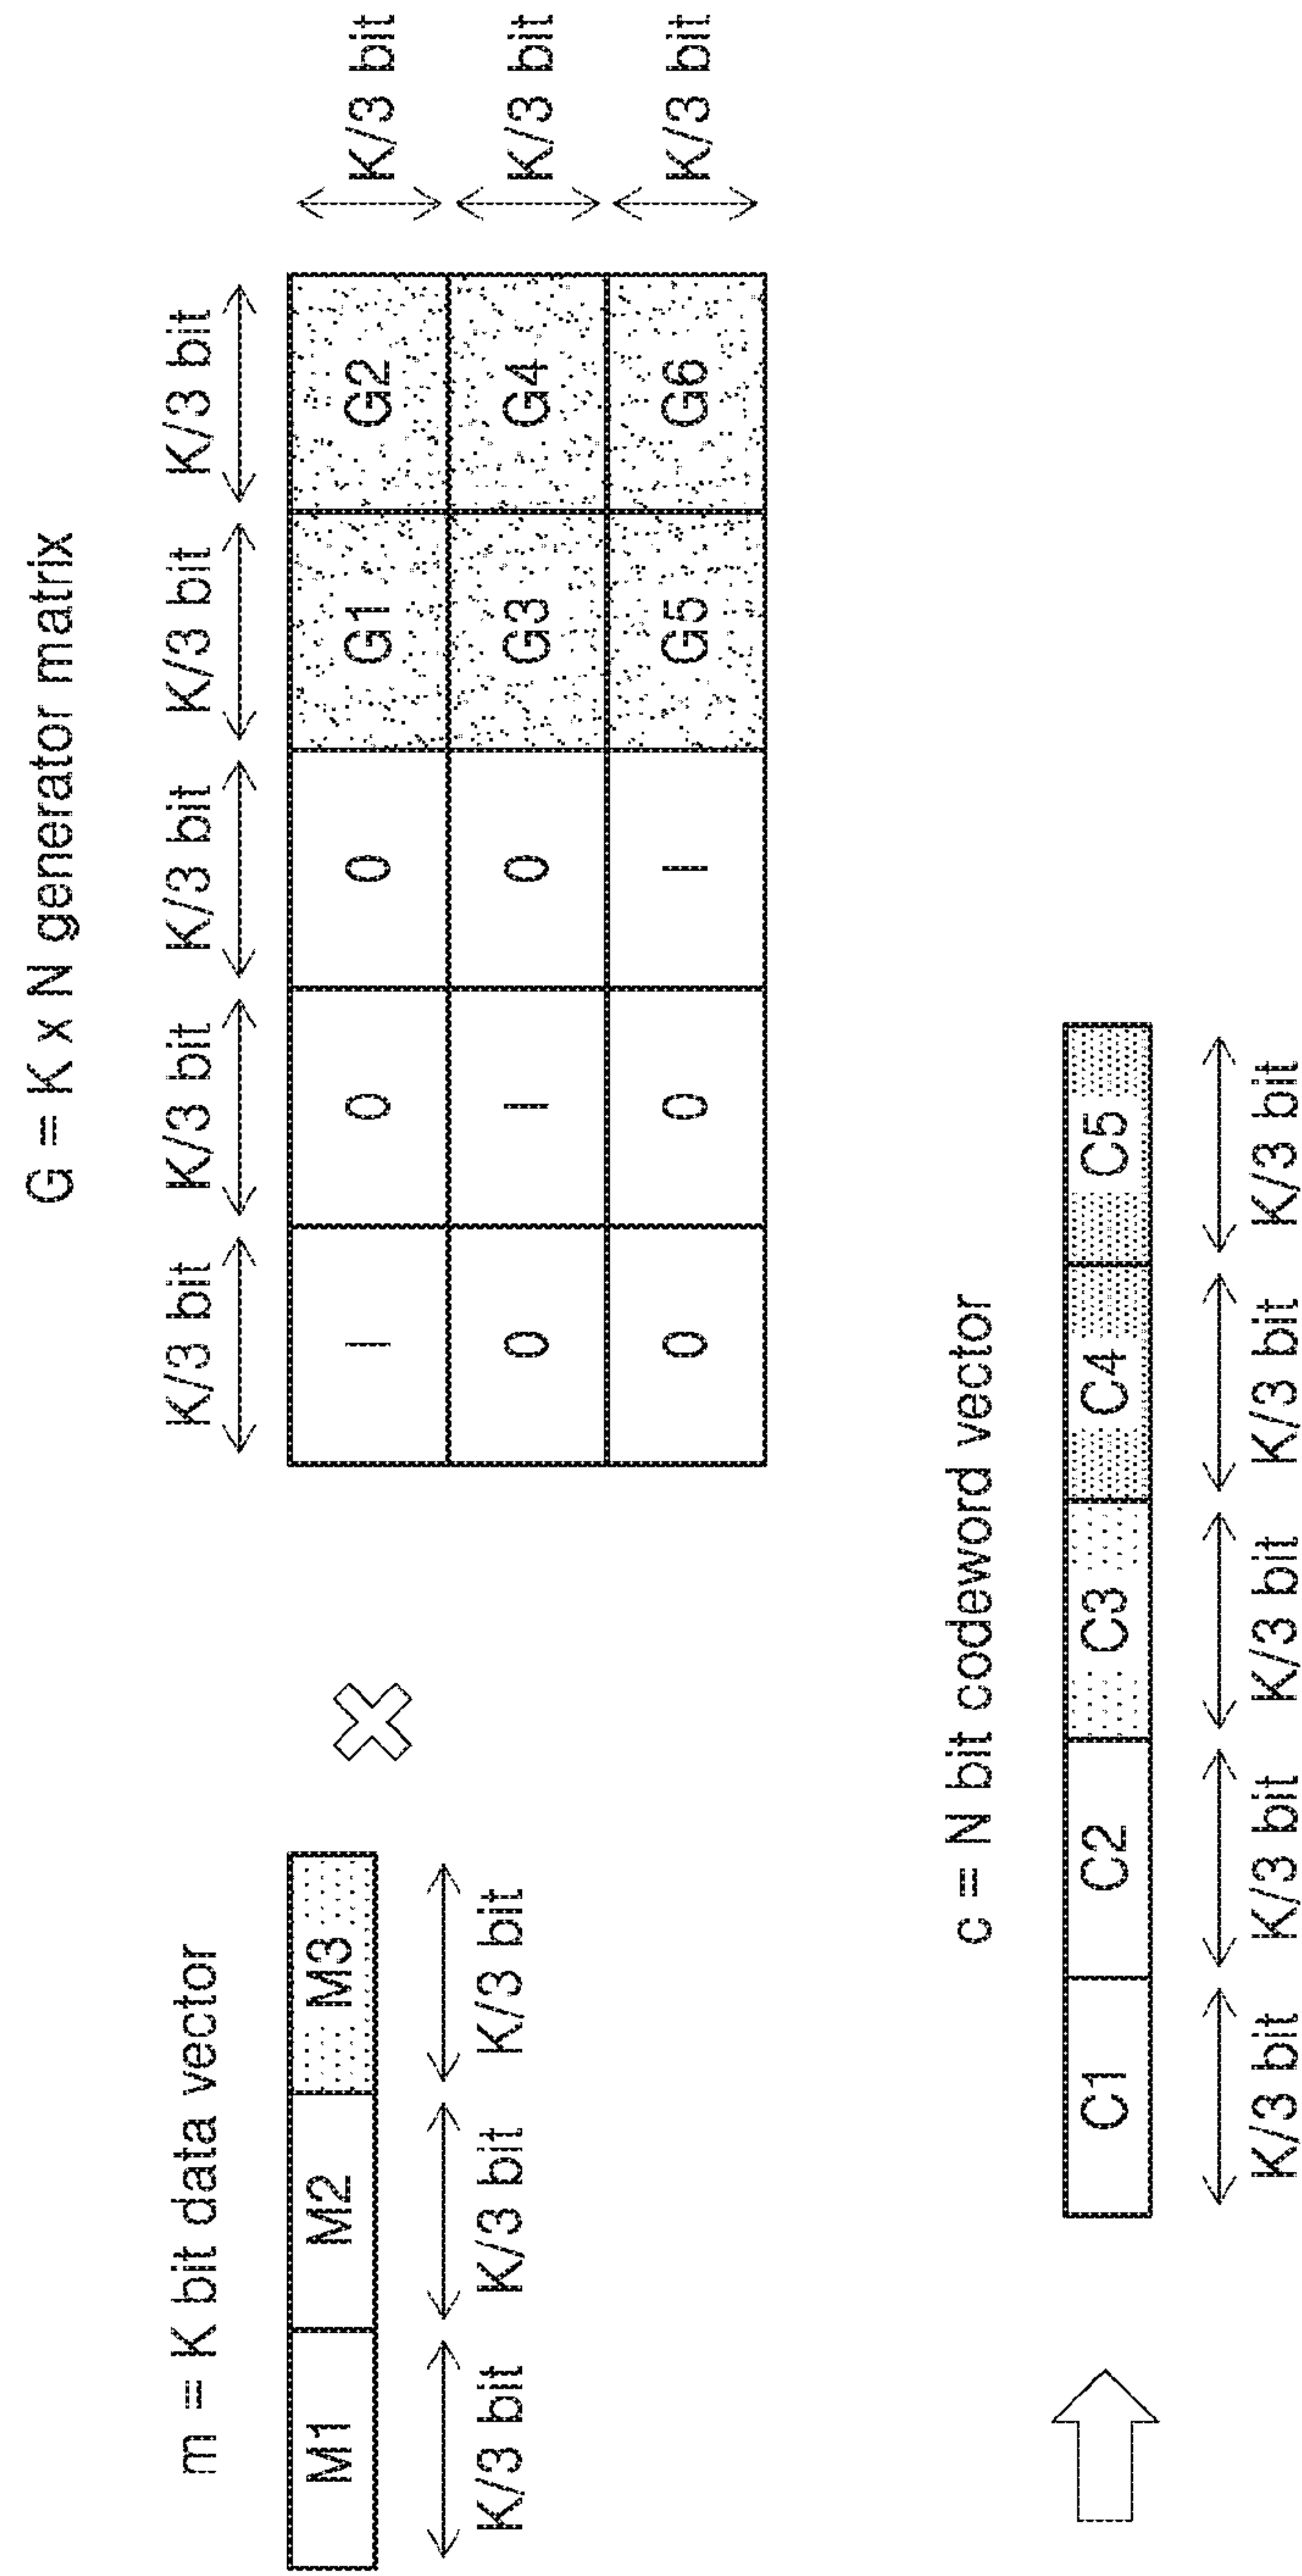 m = K bit data vector
M1 M2 M3
K/3 bit K/3 bit K/3 bit
G = K x N generator matrix
K/3 bit K/3 bit K/3 bit K/3 bit K/3 bit
I 0 0 G1 G2 K/3 bit
0 I 0 G3 G4 K/3 bit
0 0 I G5 G6 K/3 bit
c = N bit codeword vector
C1 C2 C3 C4 C5
K/3 bit K/3 bit K/3 bit K/3 bit K/3 bit